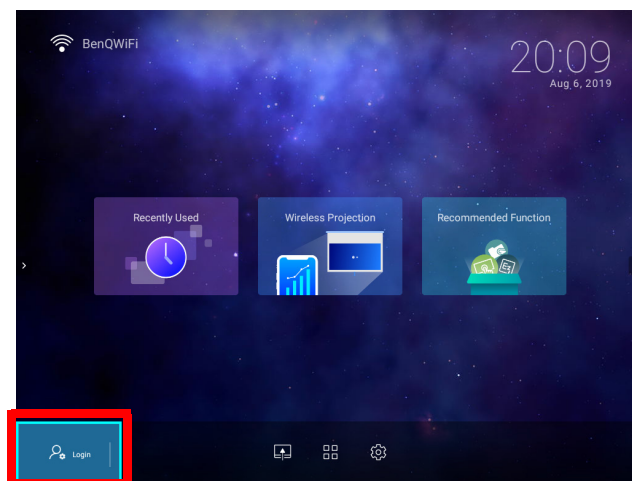 BenQWiFi
20:09
Aug 6, 2019
Recently Used
Wireless Projection
Recommended Function
Login